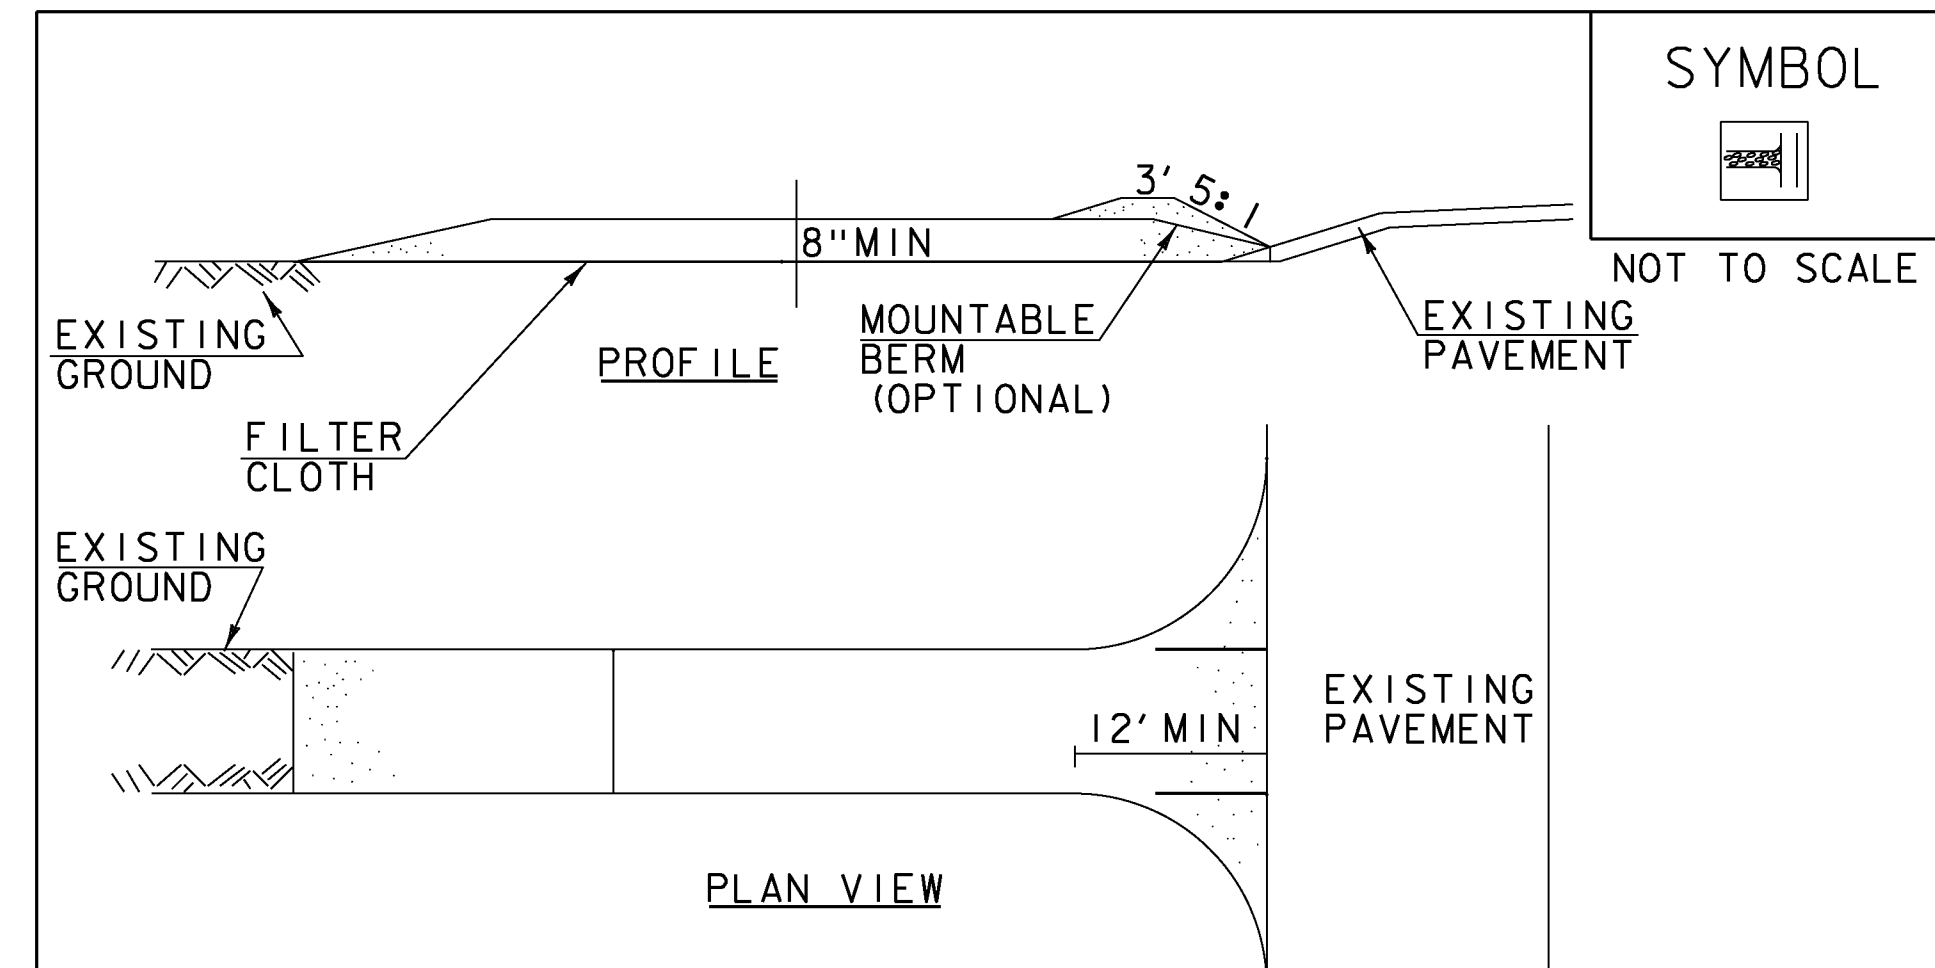 SYMBOL
NOT TO SCALE
3' 5:1
8"MIN
EXISTING
GROUND
PROFILE
MOUNTABLE
BERM
(OPTIONAL)
EXISTING
PAVEMENT
FILTER
CLOTH
EXISTING
GROUND
12' MIN
EXISTING
PAVEMENT
PLAN VIEW